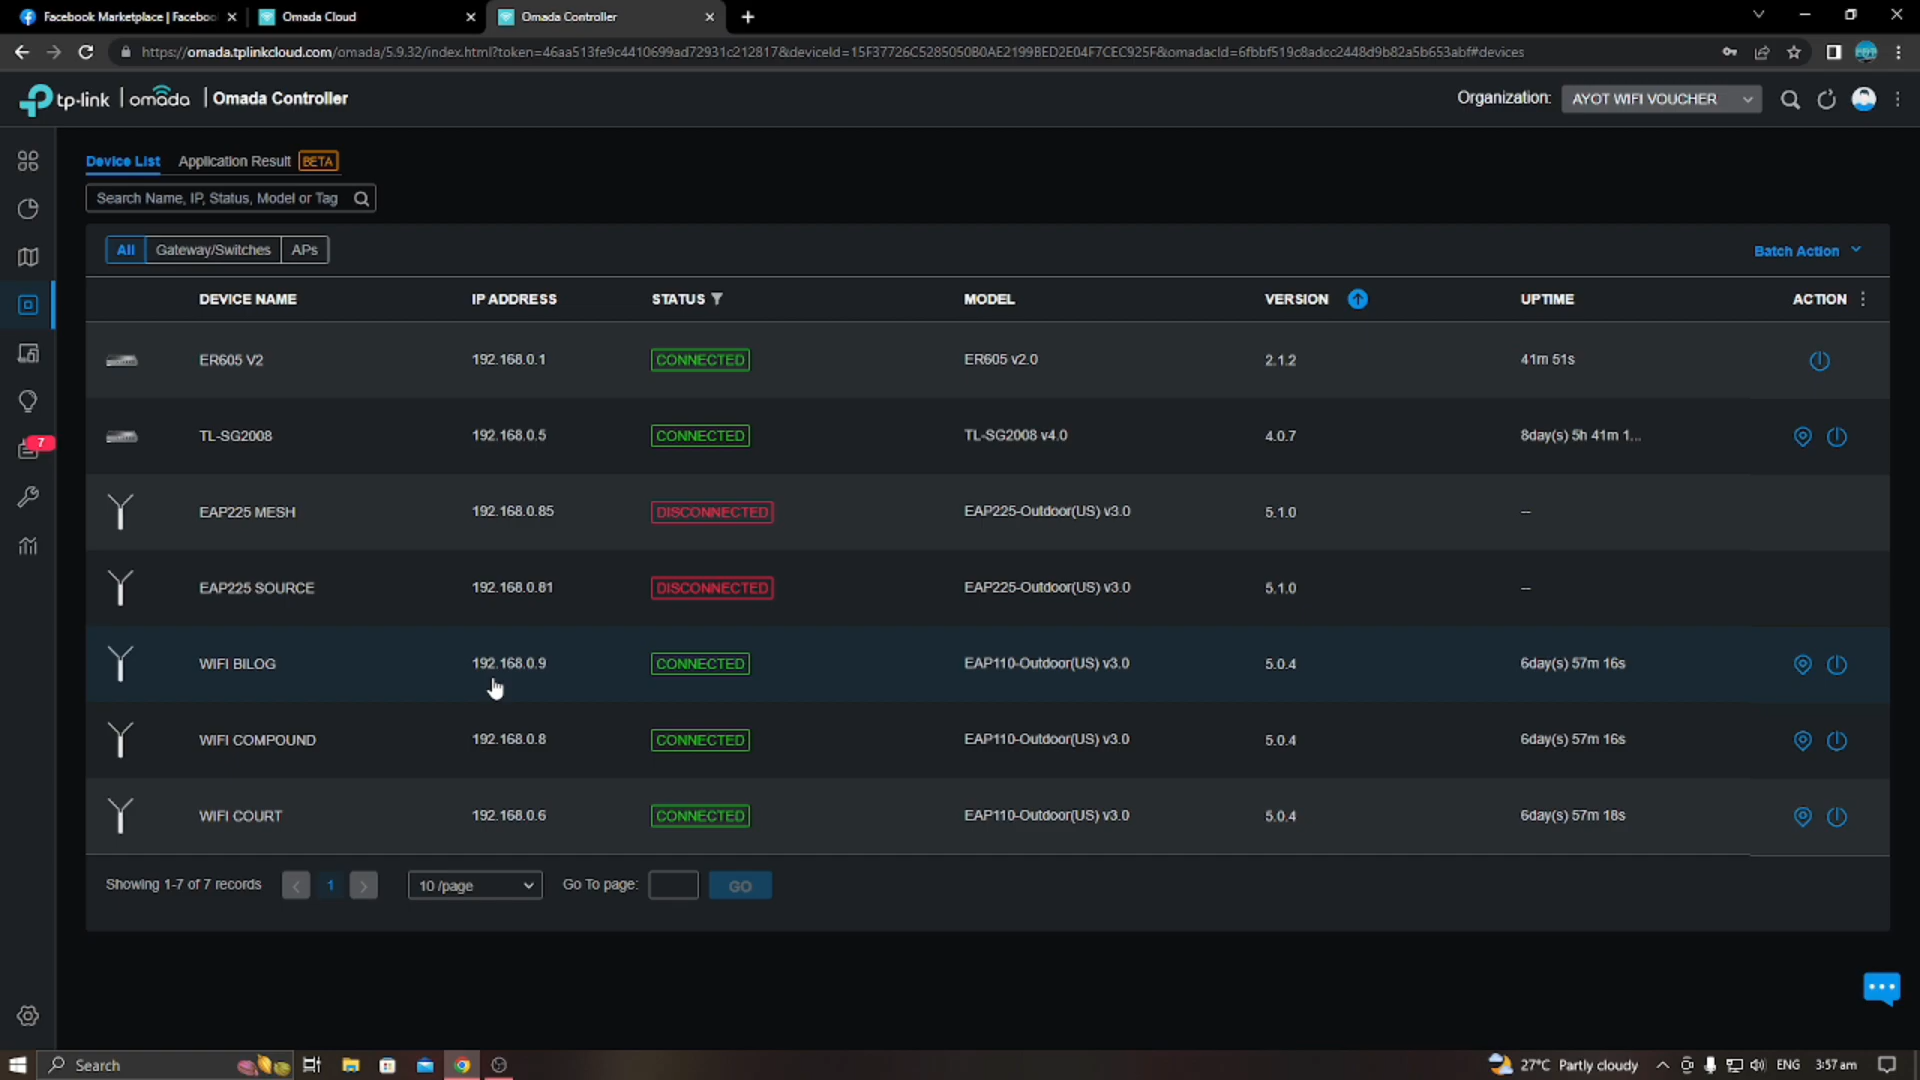 Facebook Marketplace | Faceboo
Omada Cloud
Omada Controller
https://omada.tplinkcloud.com/omada/5.9.32/index.html?token=46aa513fe9c4410699ad72931c212817&deviceId=15F37726C5285050B0AE2199BED2E04F7CEC925F&omadacId=6fbbf519c8adcc2448d9b82a5b653abf#devices
tp-link | omada | Omada Controller
Organization: AYOT WIFI VOUCHER
Device List Application Result BETA
Search Name, IP, Status, Model or Tag
All Gateway/Switches APs
Batch Action
DEVICE NAME IP ADDRESS STATUS MODEL VERSION UPTIME ACTION
ER605 V2 192.168.0.1 CONNECTED ER605 v2.0 2.1.2 41m 51s
TL-SG2008 192.168.0.5 CONNECTED TL-SG2008 v4.0 4.0.7 8day(s) 5h 41m 1...
EAP225 MESH 192.168.0.85 DISCONNECTED EAP225-Outdoor(US) v3.0 5.1.0 --
EAP225 SOURCE 192.168.0.81 DISCONNECTED EAP225-Outdoor(US) v3.0 5.1.0 --
WIFI BILOG 192.168.0.9 CONNECTED EAP110-Outdoor(US) v3.0 5.0.4 6day(s) 57m 16s
WIFI COMPOUND 192.168.0.8 CONNECTED EAP110-Outdoor(US) v3.0 5.0.4 6day(s) 57m 16s
WIFI COURT 192.168.0.6 CONNECTED EAP110-Outdoor(US) v3.0 5.0.4 6day(s) 57m 18s
7
Showing 1-7 of 7 records < 1 > 10 /page Go To page: GO
Search
27°C Partly cloudy ENG 3:57 am